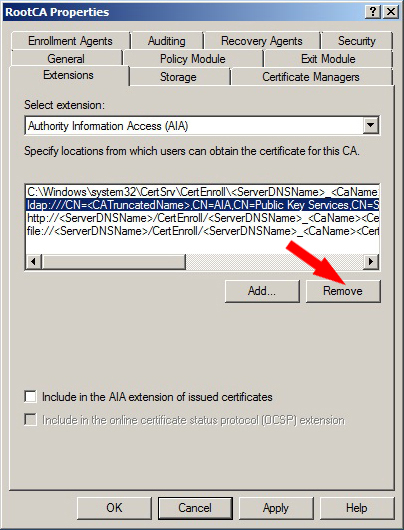 RootCA Properties
Enrollment Agents Auditing Recovery Agents Security
General Policy Module Exit Module
Extensions Storage Certificate Managers
Select extension:
Authority Information Access (AIA)
Specify locations from which users can obtain the certificate for this CA.
C:\Windows\system32\CertSrv\CertEnroll\<ServerDNSName>_<CaName
ldap:///CN=<CATruncatedName>,CN=AIA,CN=Public Key Services,CN=S
http://<ServerDNSName>/CertEnroll/<ServerDNSName>_<CaName><Ce
file://<ServerDNSName>/CertEnroll/<ServerDNSName>_<CaName><Cert
Add... Remove
Include in the AIA extension of issued certificates
Include in the online certificate status protocol (OCSP) extension
OK Cancel Apply Help